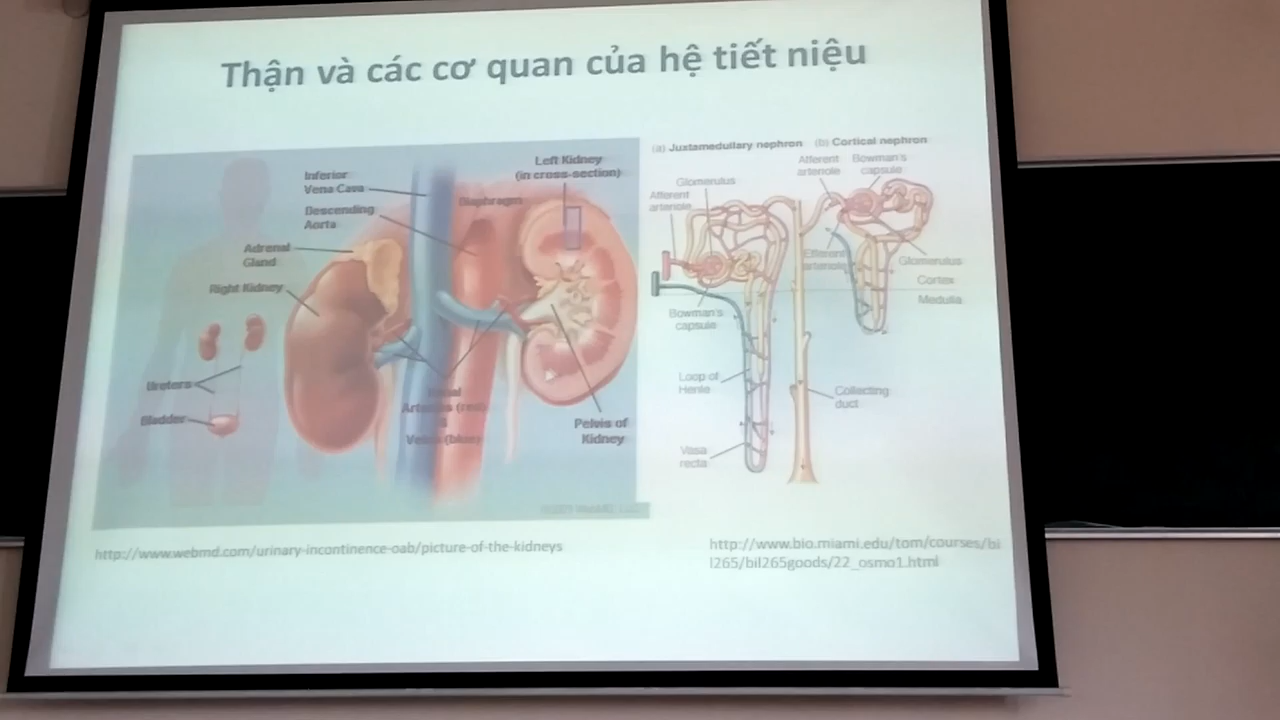 Thận và các cơ quan của hệ tiết niệu
Inferior
Vena Cava
Descending
Aorta
Adrenal
Gland
Right Kidney
Diaphragm
Left Kidney
(in cross-section)
Ureters
Bladder
Renal
Arteries (red)
&
Veins (blue)
Pelvis of
Kidney
(a) Juxtamedullary nephron
(b) Cortical nephron
Glomerulus
Afferent
arteriole
Afferent
arteriole
Bowman's
capsule
Efferent
arteriole
Glomerulus
Cortex
Medulla
Bowman's
capsule
Loop of
Henle
Collecting
duct
Vasa
recta
http://www.webmd.com/urinary-incontinence-oab/picture-of-the-kidneys
http://www.bio.miami.edu/tom/courses/bi
l265/bil265goods/22_osmo1.html